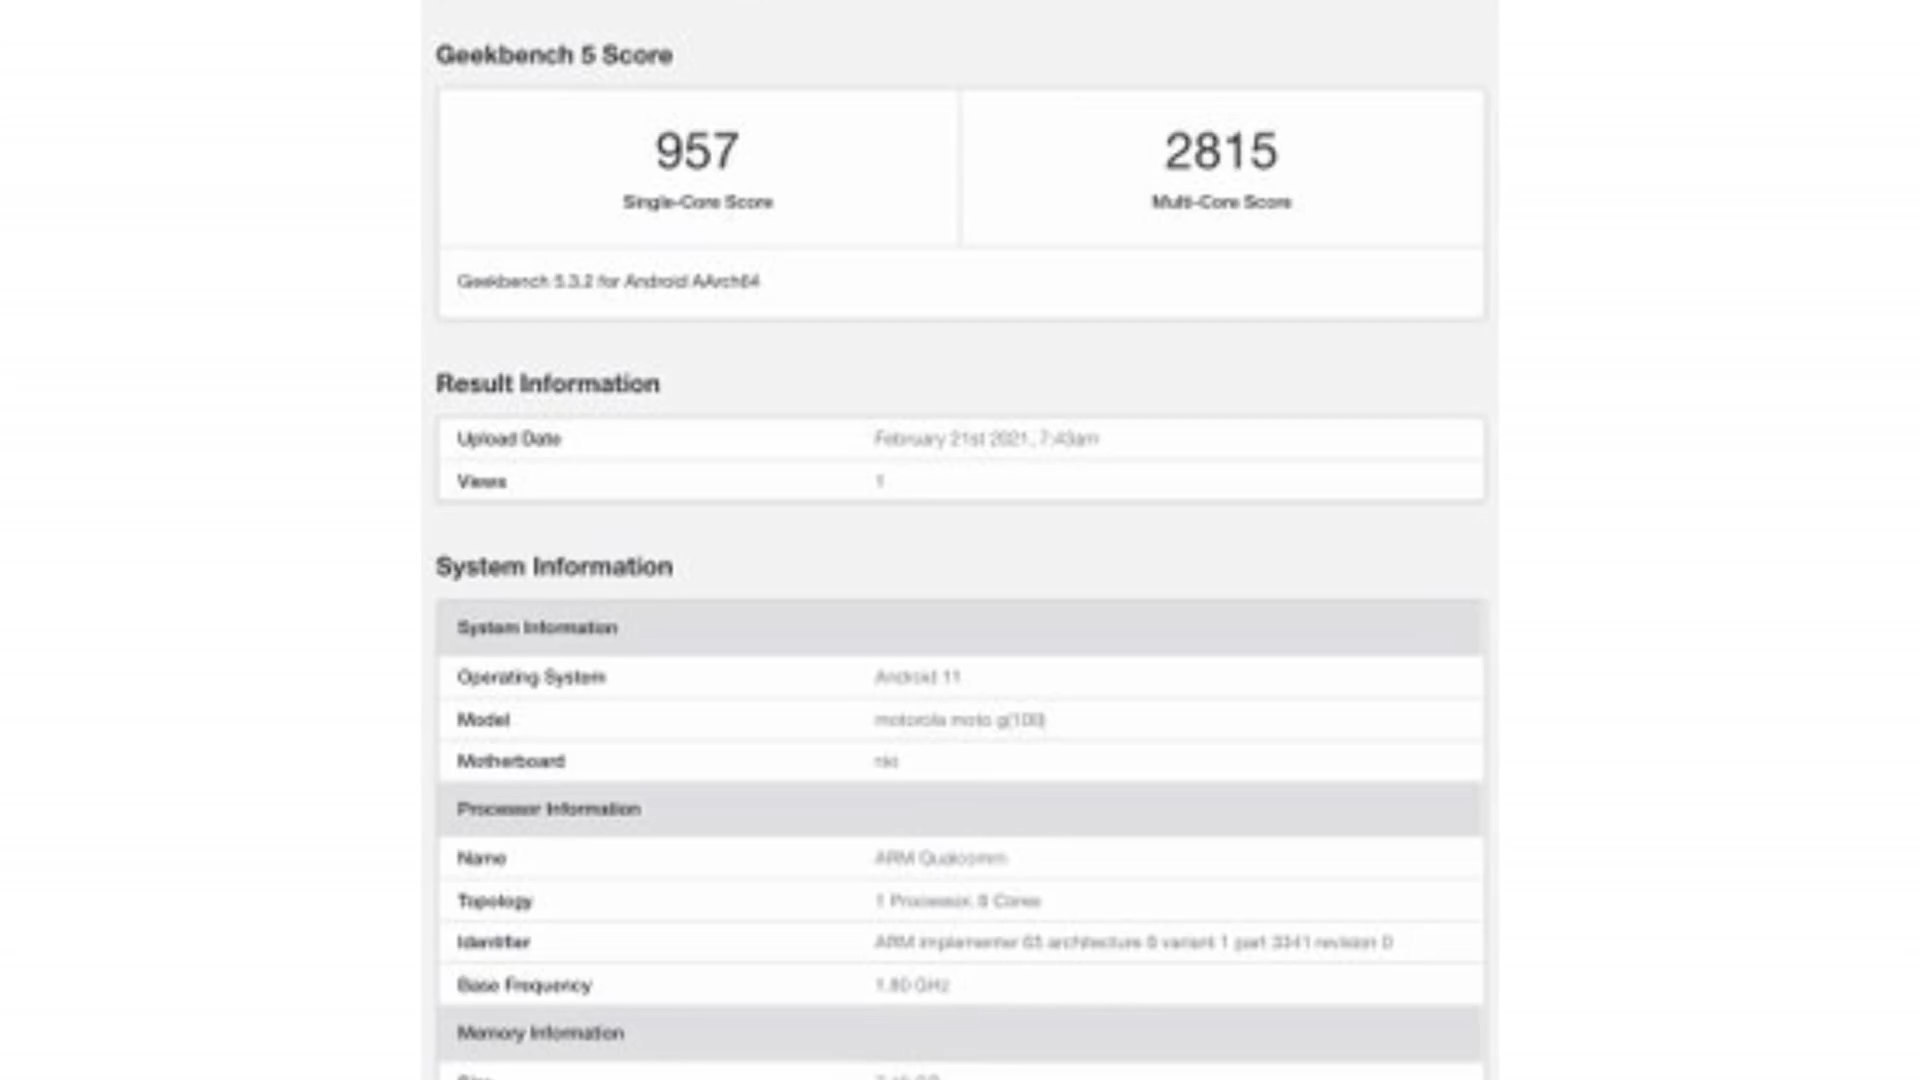 Geekbench 5 Score
957 2815
Single-Core Score Multi-Core Score
Geekbench 5.3.2 for Android AArch64
Result Information
Upload Date February 21st 2021, 7:43am
Views 1
System Information
System Information
Operating System Android 11
Model motorola moto g(100)
Motherboard
Processor Information
Name ARM Qualcomm
Topology 1 Processor, 8 Cores
Identifier ARM implementer 65 architecture 8 variant 1 part 3341 revision 0
Base Frequency 1.80 GHz
Memory Information